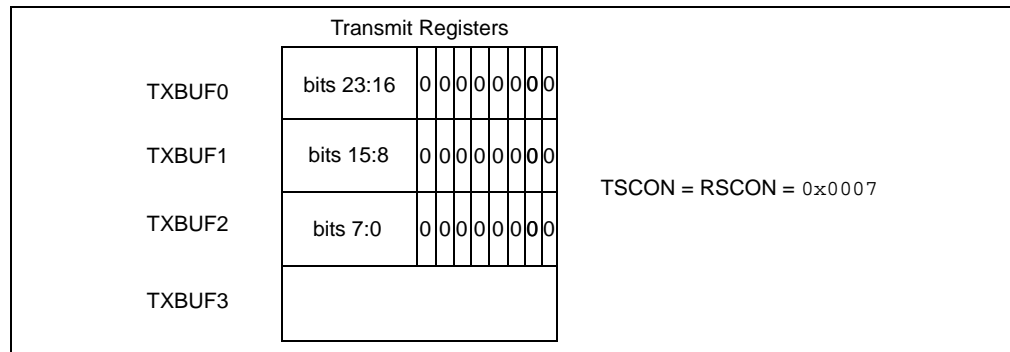 Transmit Registers
TXBUF0 bits 23:16 0 0 0 0 0 0 0 0
TXBUF1 bits 15:8 0 0 0 0 0 0 0 0
TSCON = RSCON = 0x0007
TXBUF2 bits 7:0 0 0 0 0 0 0 0 0
TXBUF3